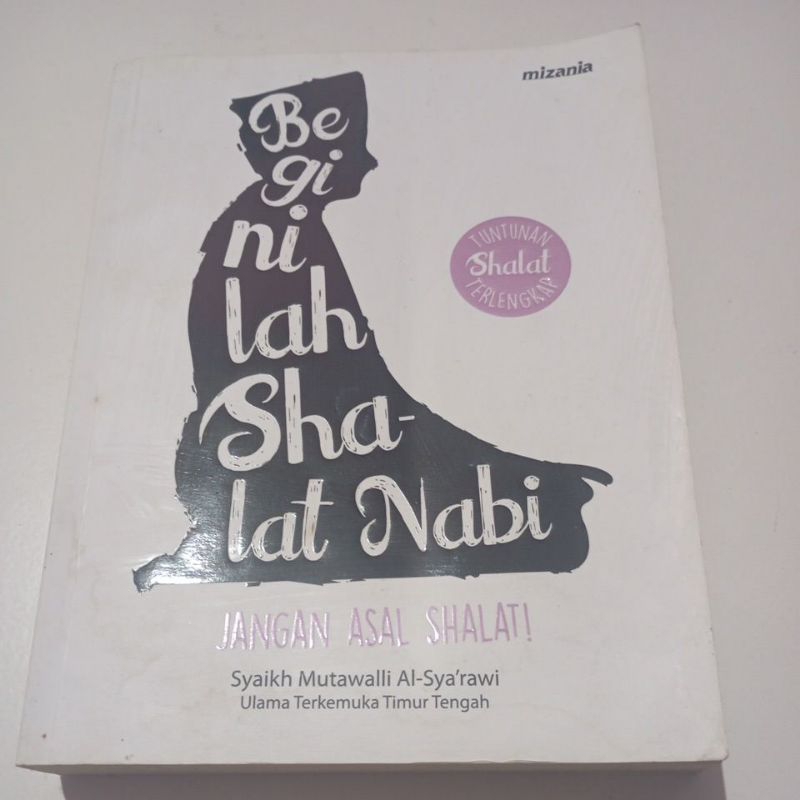 mizania
Be
gi
ni
lah
Sha-
lat Nabi
TUNTUNAN
Shalat
TERLENGKAP
JANGAN ASAL SHALAT!
Syaikh Mutawalli Al-Sya'rawi
Ulama Terkemuka Timur Tengah